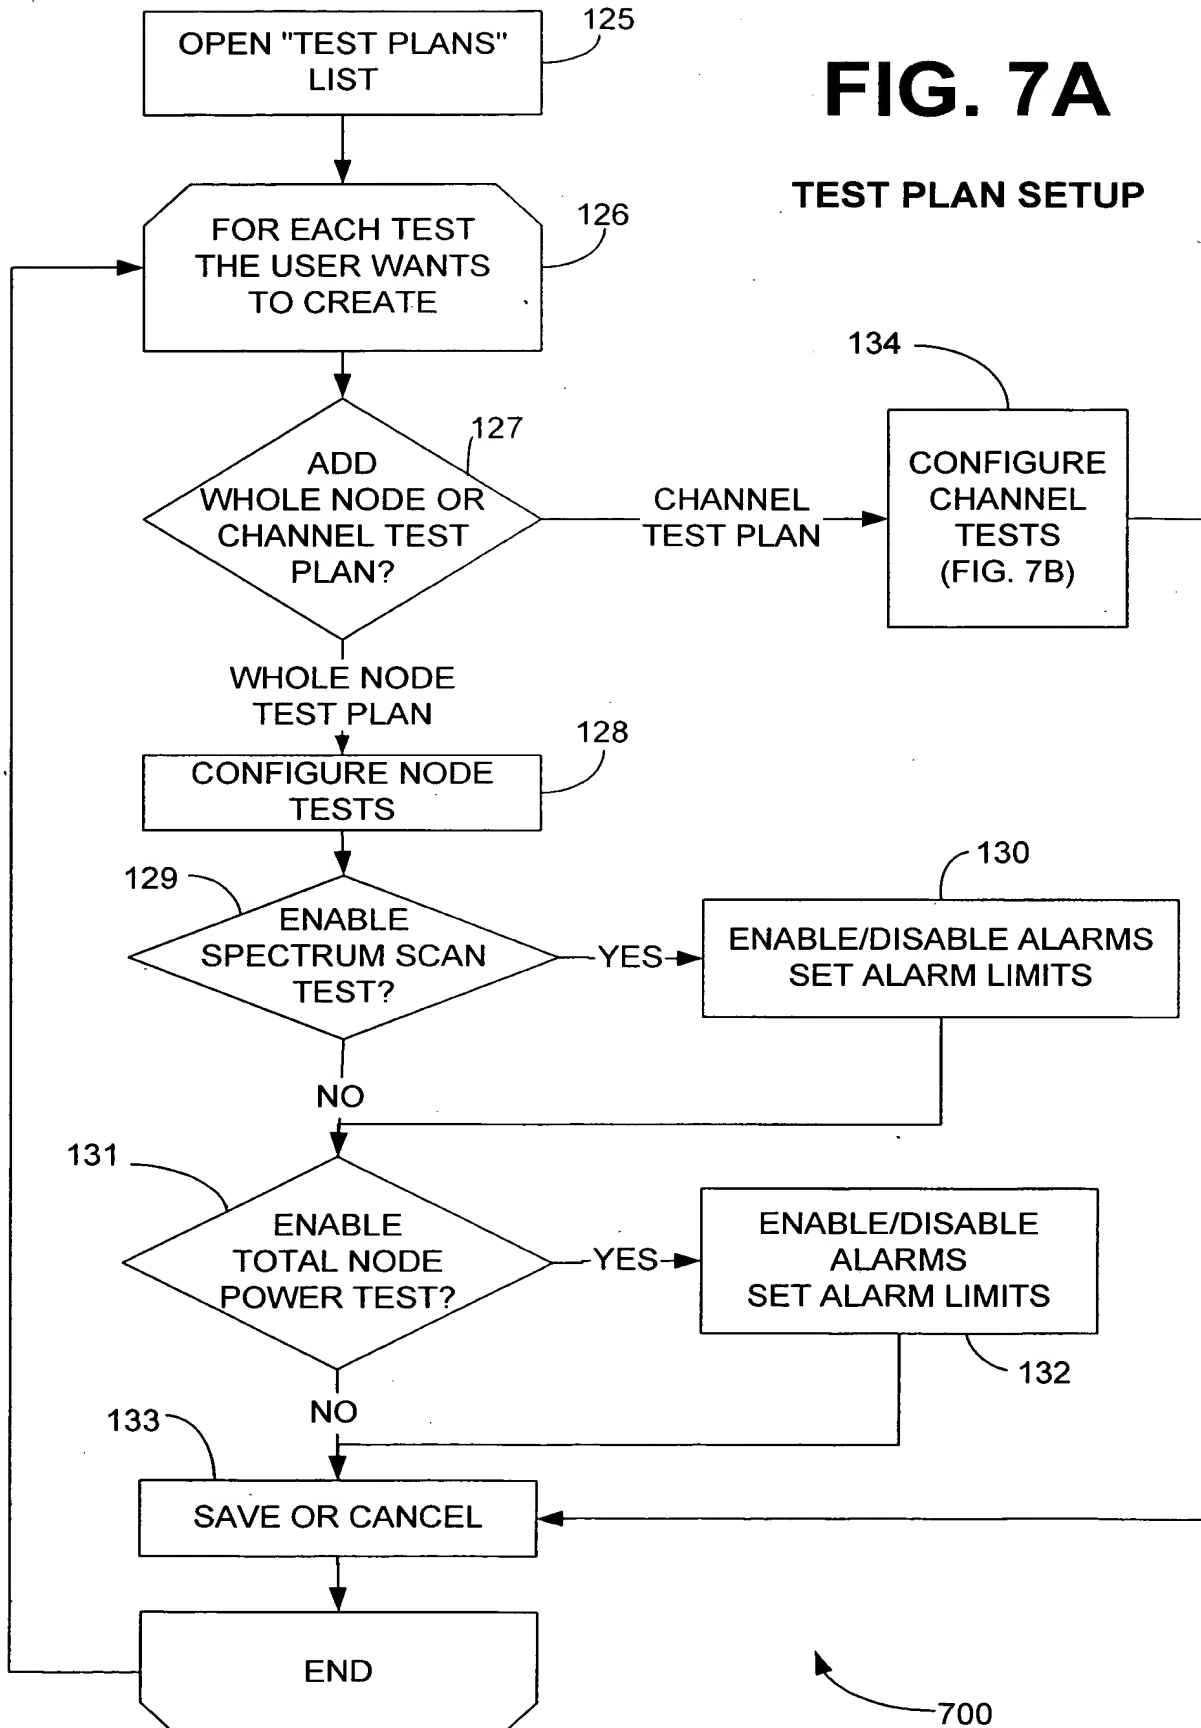 125
OPEN "TEST PLANS"
LIST
FIG. 7A
TEST PLAN SETUP
126
FOR EACH TEST
THE USER WANTS
TO CREATE
134
127
ADD
WHOLE NODE OR
CHANNEL TEST
PLAN?
CHANNEL
TEST PLAN
CONFIGURE
CHANNEL
TESTS
(FIG. 7B)
WHOLE NODE
TEST PLAN
128
CONFIGURE NODE
TESTS
129
ENABLE
SPECTRUM SCAN
TEST?
YES
130
ENABLE/DISABLE ALARMS
SET ALARM LIMITS
NO
131
ENABLE
TOTAL NODE
POWER TEST?
YES
ENABLE/DISABLE
ALARMS
SET ALARM LIMITS
132
NO
133
SAVE OR CANCEL
END
700